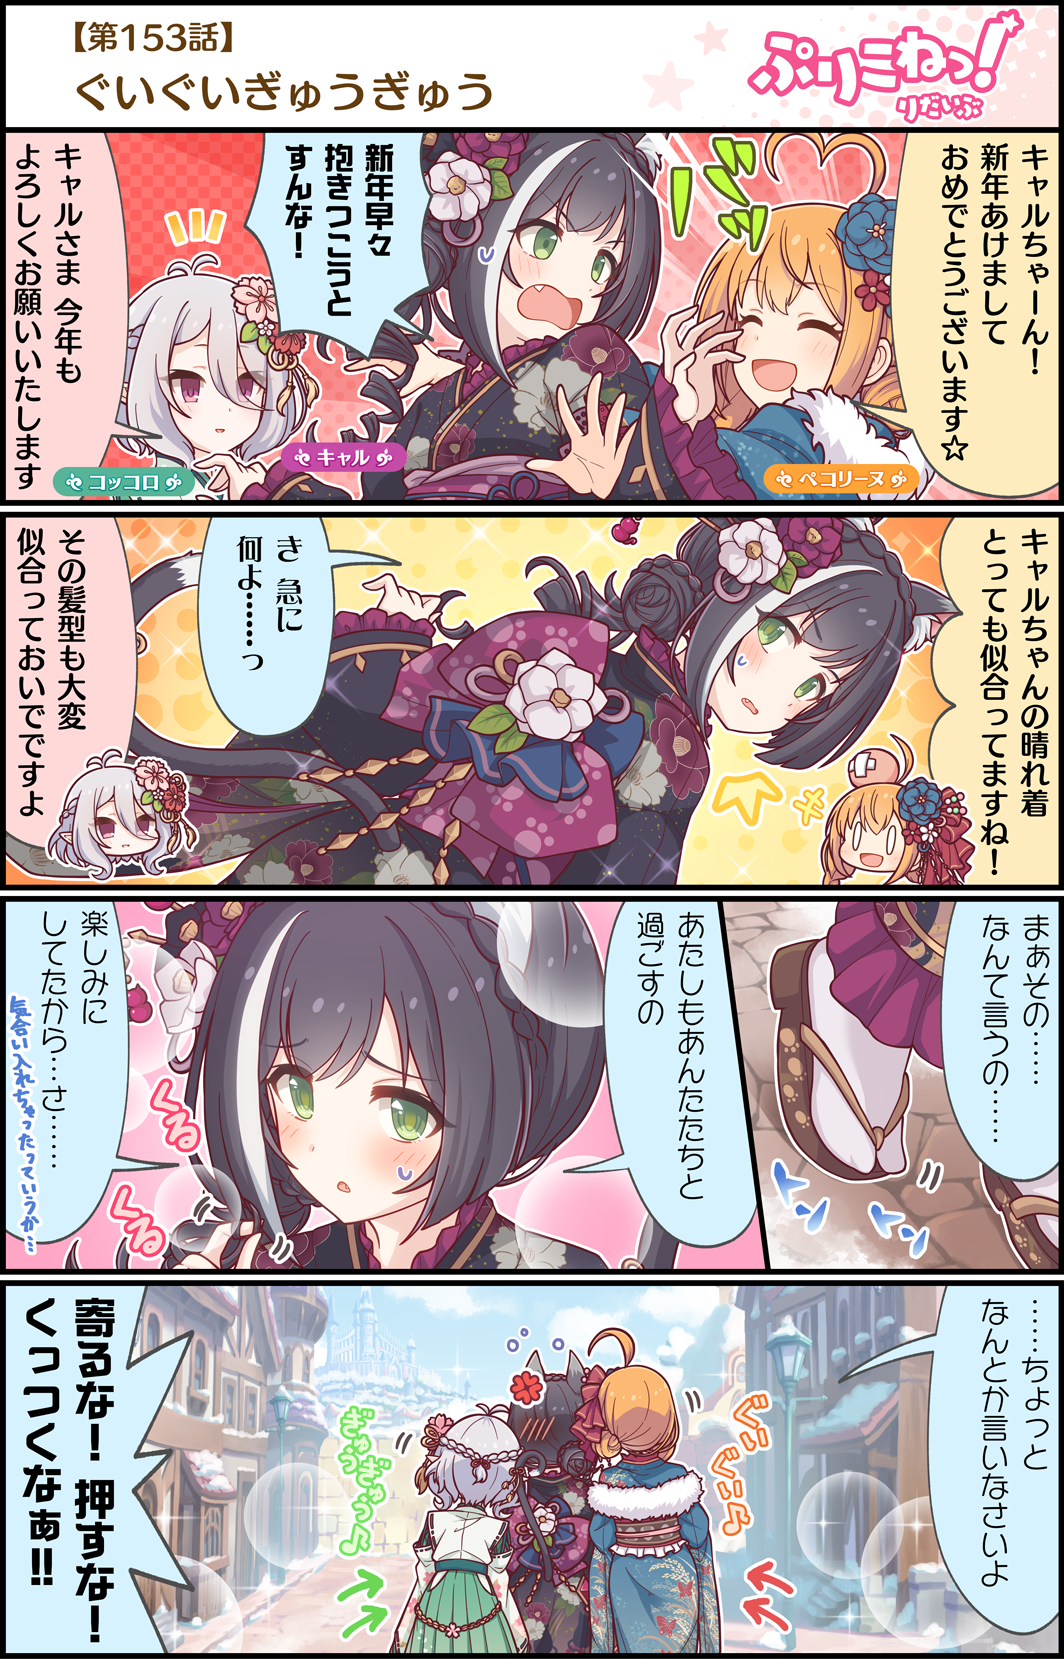 【第153話】
ぐいぐいぎゅうぎゅう
ぷりこねっ!
りだいぶ
キャルちゃーん!
新年あけまして
おめでとうございます☆
ビビッ
新年早々
抱きつこうと
すんな!
キャルさま 今年も
よろしくお願いいたします
ペコリーヌ
キャル
コッコロ
キャルちゃんの晴れ着
とっても似合ってますね!
き 急に
何よ……っ
その髪型も大変
似合っておいでですよ
まぁその……
なんて言うの……
トン
トン
あたしもあんたたちと
過ごすの
楽しみに
してたから…さ……
気合い入れちゃったっていうか…
くる
くる
……ちょっと
なんとか言いなさいよ
ぐい
ぐい♪
ぎゅっ
ぎゅっ♪
寄るな! 押すな!
くっつくなぁ!!